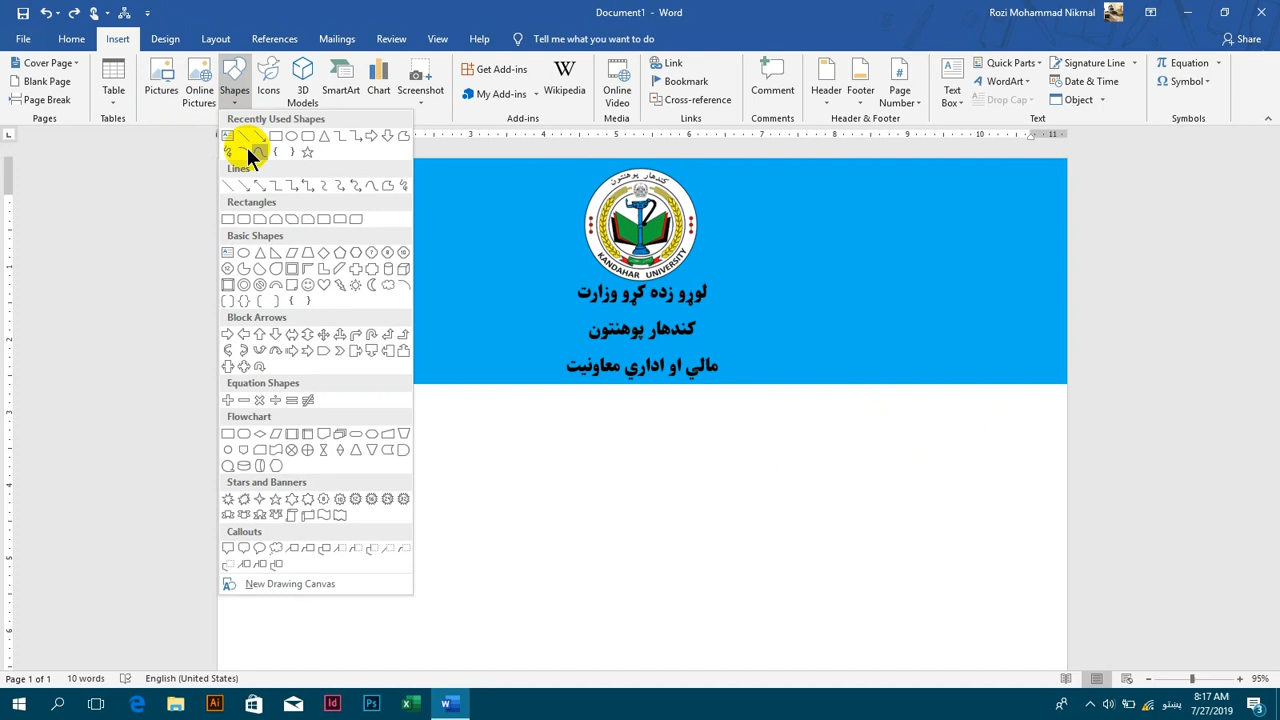 Document1 - Word
Rozi Mohammad Nikmal
File Home Insert Design Layout References Mailings Review View Help Tell me what you want to do Share
Cover Page
Blank Page
Page Break
Pages
Table
Tables
Pictures
Online Pictures
Shapes
Icons
3D Models
SmartArt
Chart
Screenshot
Get Add-ins
My Add-ins
Wikipedia
Add-ins
Online Video
Media
Link
Bookmark
Cross-reference
Links
Comment
Comments
Header
Footer
Page Number
Header & Footer
Text Box
Quick Parts
WordArt
Drop Cap
Signature Line
Date & Time
Object
Text
Equation
Symbol
Symbols
Recently Used Shapes
Lines
Rectangles
Basic Shapes
Block Arrows
Equation Shapes
Flowchart
Stars and Banners
Callouts
New Drawing Canvas
کندهار پوهنتون
KANDAHAR UNIVERSITY
لوړو زده کړو وزارت
کندهار پوهنتون
مالي او اداري معاونیت
Page 1 of 1 10 words English (United States) 95%
پښتو
8:17 AM
7/27/2019